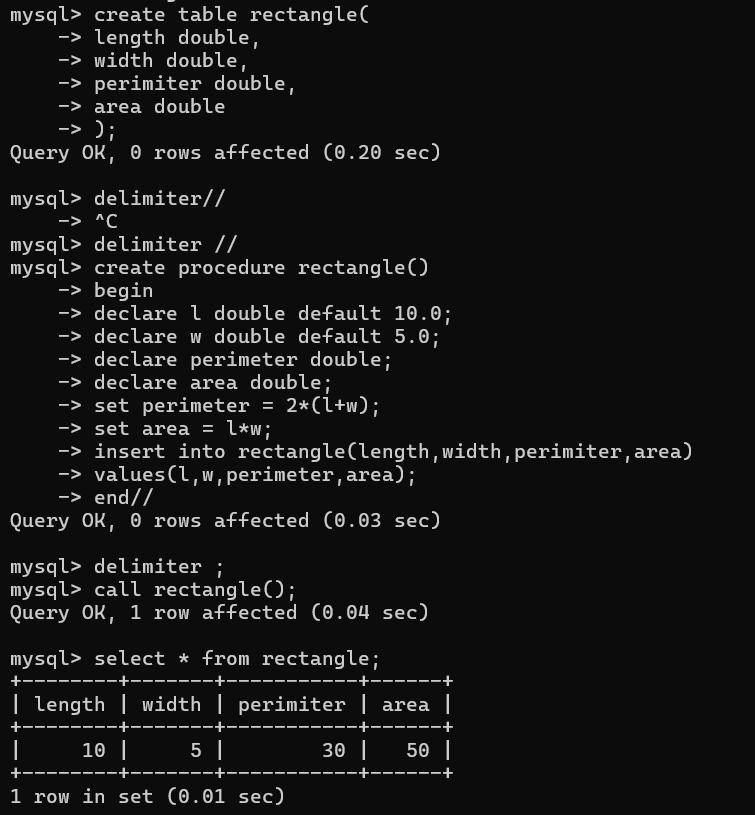 mysql> create table rectangle(
    -> length double,
    -> width double,
    -> perimiter double,
    -> area double
    -> );
Query OK, 0 rows affected (0.20 sec)

mysql> delimiter//
    -> ^C
mysql> delimiter //
mysql> create procedure rectangle()
    -> begin
    -> declare l double default 10.0;
    -> declare w double default 5.0;
    -> declare perimeter double;
    -> declare area double;
    -> set perimeter = 2*(l+w);
    -> set area = l*w;
    -> insert into rectangle(length,width,perimiter,area)
    -> values(l,w,perimeter,area);
    -> end//
Query OK, 0 rows affected (0.03 sec)

mysql> delimiter ;
mysql> call rectangle();
Query OK, 1 row affected (0.04 sec)

mysql> select * from rectangle;
+--------+-------+-----------+------+
| length | width | perimiter | area |
+--------+-------+-----------+------+
|     10 |     5 |        30 |   50 |
+--------+-------+-----------+------+
1 row in set (0.01 sec)